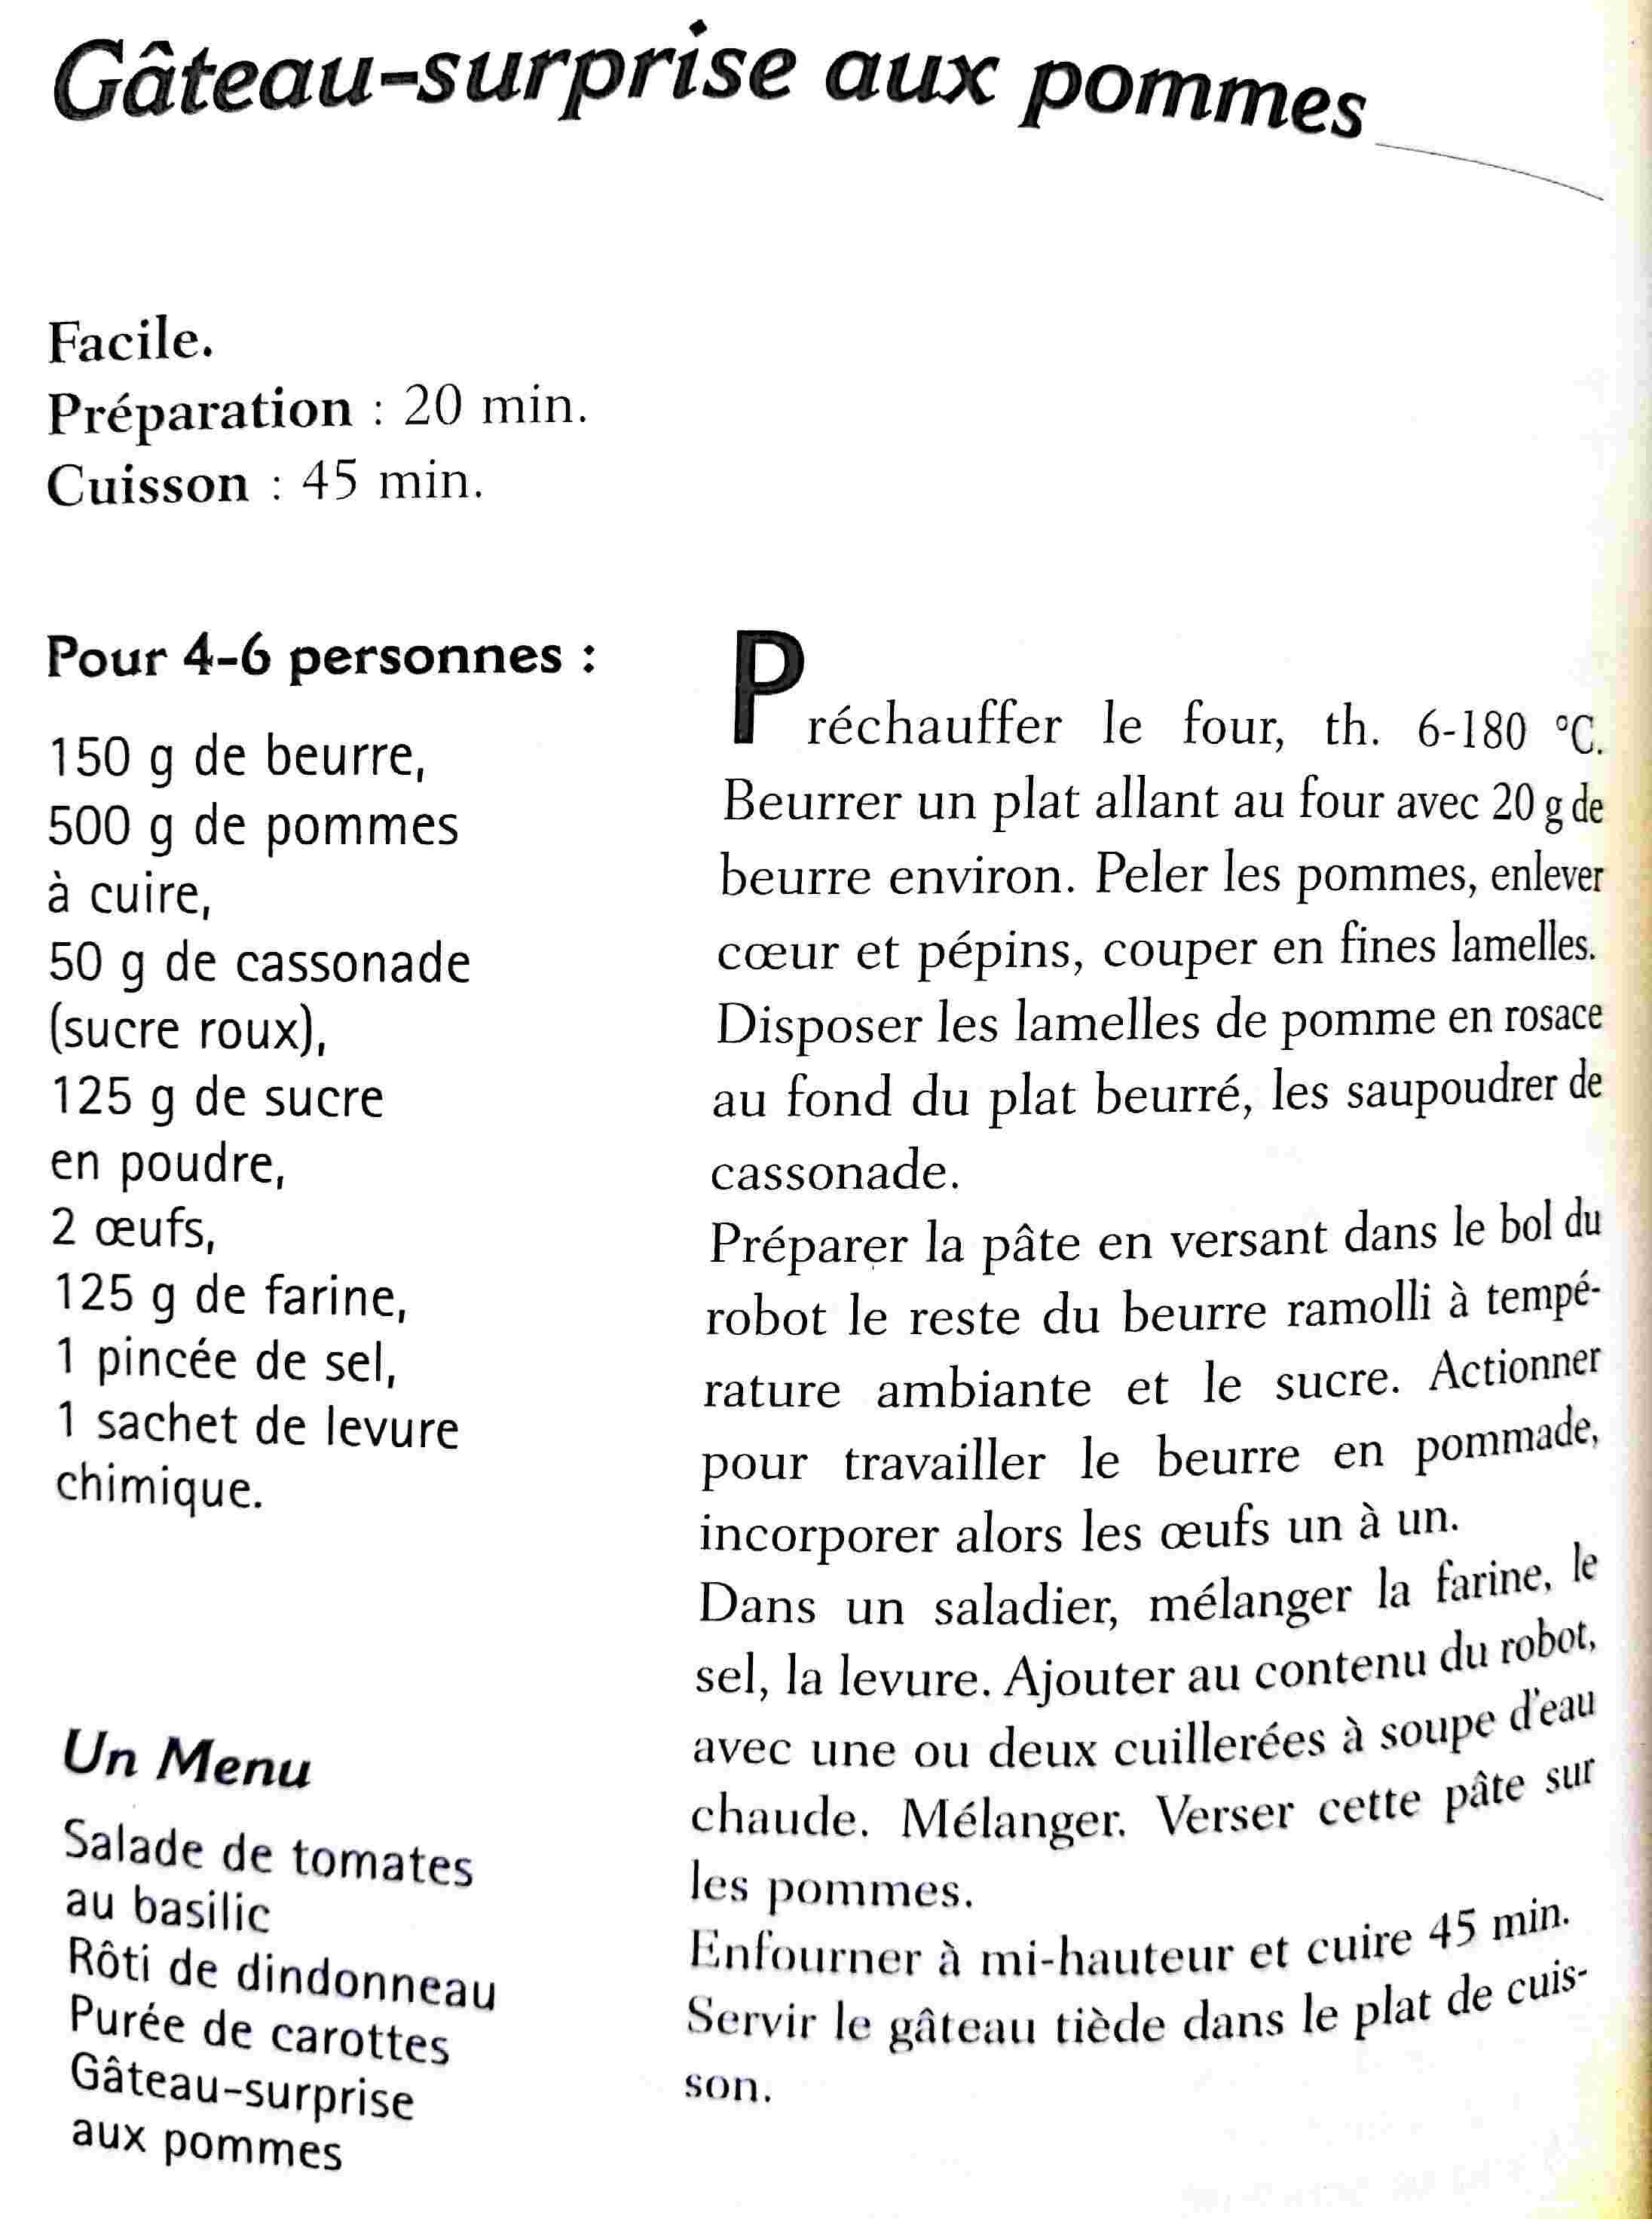 Gâteau-surprise aux pommes
Facile.
Préparation : 20 min.
Cuisson : 45 min.
Pour 4-6 personnes :
150 g de beurre,
500 g de pommes
à cuire,
50 g de cassonade
(sucre roux),
125 g de sucre
en poudre,
2 œufs,
125 g de farine,
1 pincée de sel,
1 sachet de levure
chimique.
Un Menu
Salade de tomates
au basilic
Rôti de dindonneau
Purée de carottes
Gâteau-surprise
aux pommes
Préchauffer le four, th. 6-180 °C.
Beurrer un plat allant au four avec 20 g de
beurre environ. Peler les pommes, enlever
cœur et pépins, couper en fines lamelles.
Disposer les lamelles de pomme en rosace
au fond du plat beurré, les saupoudrer de
cassonade.
Préparer la pâte en versant dans le bol du
robot le reste du beurre ramolli à tempé-
rature ambiante et le sucre. Actionner
pour travailler le beurre en pommade,
incorporer alors les œufs un à un.
Dans un saladier, mélanger la farine, le
sel, la levure. Ajouter au contenu du robot,
avec une ou deux cuillerées à soupe d'eau
chaude. Mélanger. Verser cette pâte sur
les pommes.
Enfourner à mi-hauteur et cuire 45 min.
Servir le gâteau tiède dans le plat de cuis-
son.